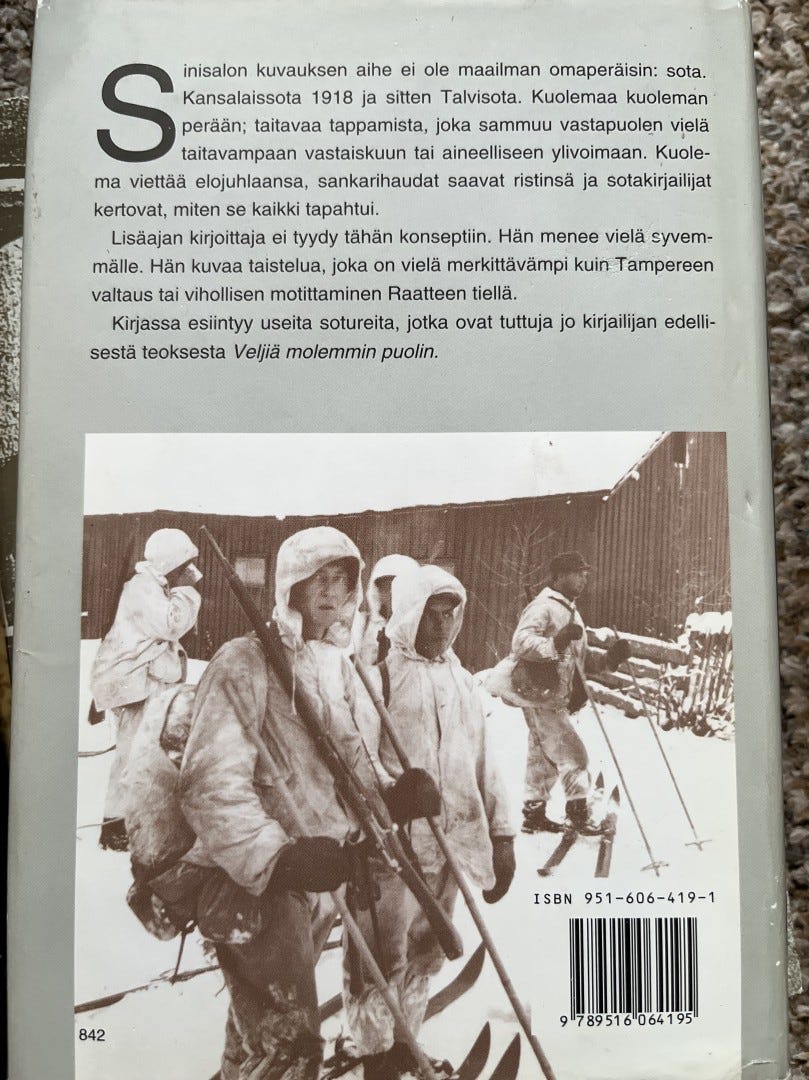 Sinisalon kuvauksen aihe ei ole maailman omaperäisin: sota.
Kansalaissota 1918 ja sitten Talvisota. Kuolemaa kuoleman
perään; taitavaa tappamista, joka sammuu vastapuolen vielä
taitavampaan vastaiskuun tai aineelliseen ylivoimaan. Kuole-
ma viettää elojuhlaansa, sankarihaudat saavat ristinsä ja sotakirjailijat
kertovat, miten se kaikki tapahtui.
Lisäajan kirjoittaja ei tyydy tähän konseptiin. Hän menee vielä syvem-
mälle. Hän kuvaa taistelua, joka on vielä merkittävämpi kuin Tampereen
valtaus tai vihollisen motittaminen Raatteen tiellä.
Kirjassa esiintyy useita sotureita, jotka ovat tuttuja jo kirjailijan edelli-
sestä teoksesta Veljiä molemmin puolin.
ISBN 951-606-419-1
9 789516 064195
842